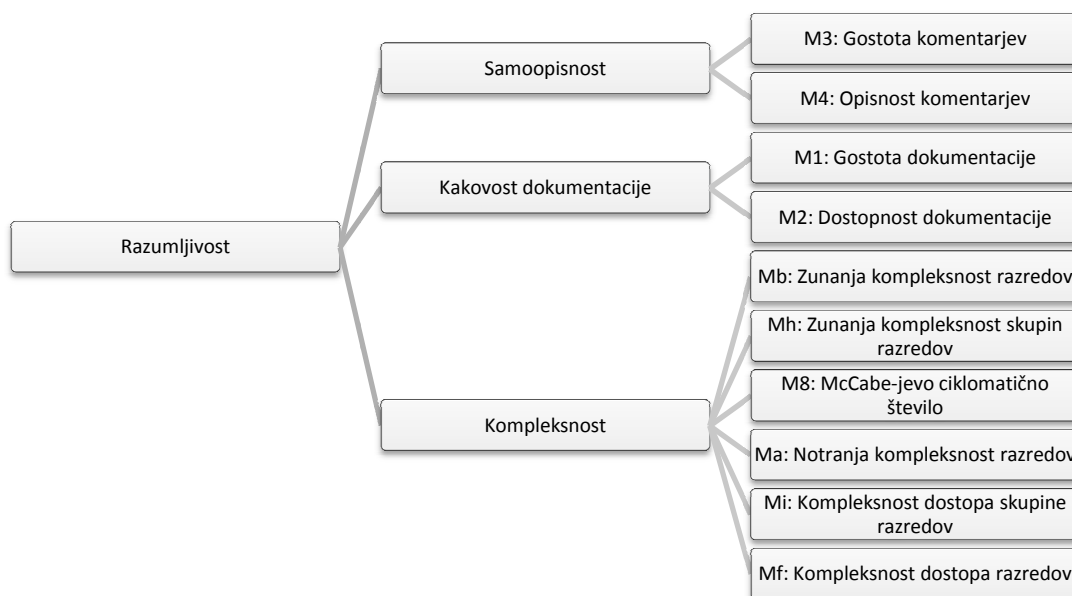 Razumljivost
Samoopisnost
M3: Gostota komentarjev
M4: Opisnost komentarjev
Kakovost dokumentacije
M1: Gostota dokumentacije
M2: Dostopnost dokumentacije
Kompleksnost
Mb: Zunanja kompleksnost razredov
Mh: Zunanja kompleksnost skupin
razredov
M8: McCabe-jevo ciklomatično
število
Ma: Notranja kompleksnost razredov
Mi: Kompleksnost dostopa skupine
razredov
Mf: Kompleksnost dostopa razredov